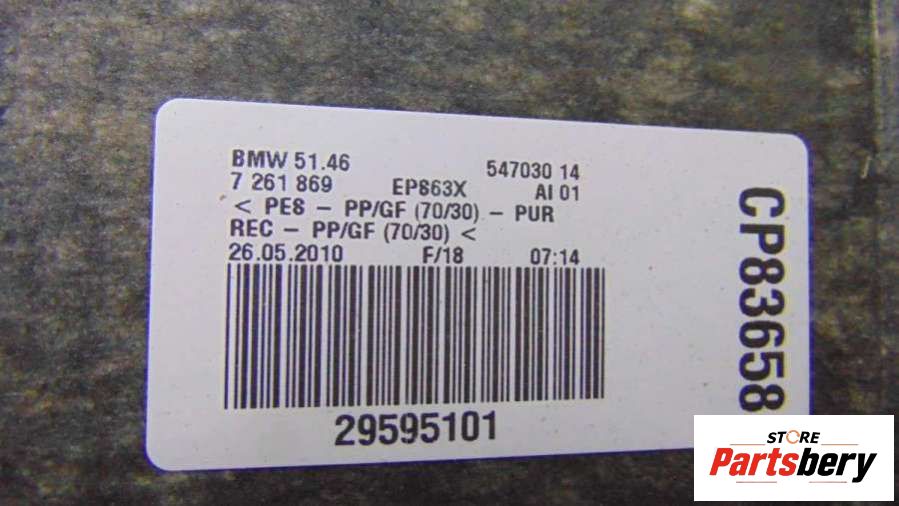 BMW 51.46 547030 14
7 261 869 EP863X AI 01
< PES - PP/GF (70/30) - PUR
REC - PP/GF (70/30) <
26.05.2010 F/18 07:14
29595101
CP83658
STORE
Partsbery